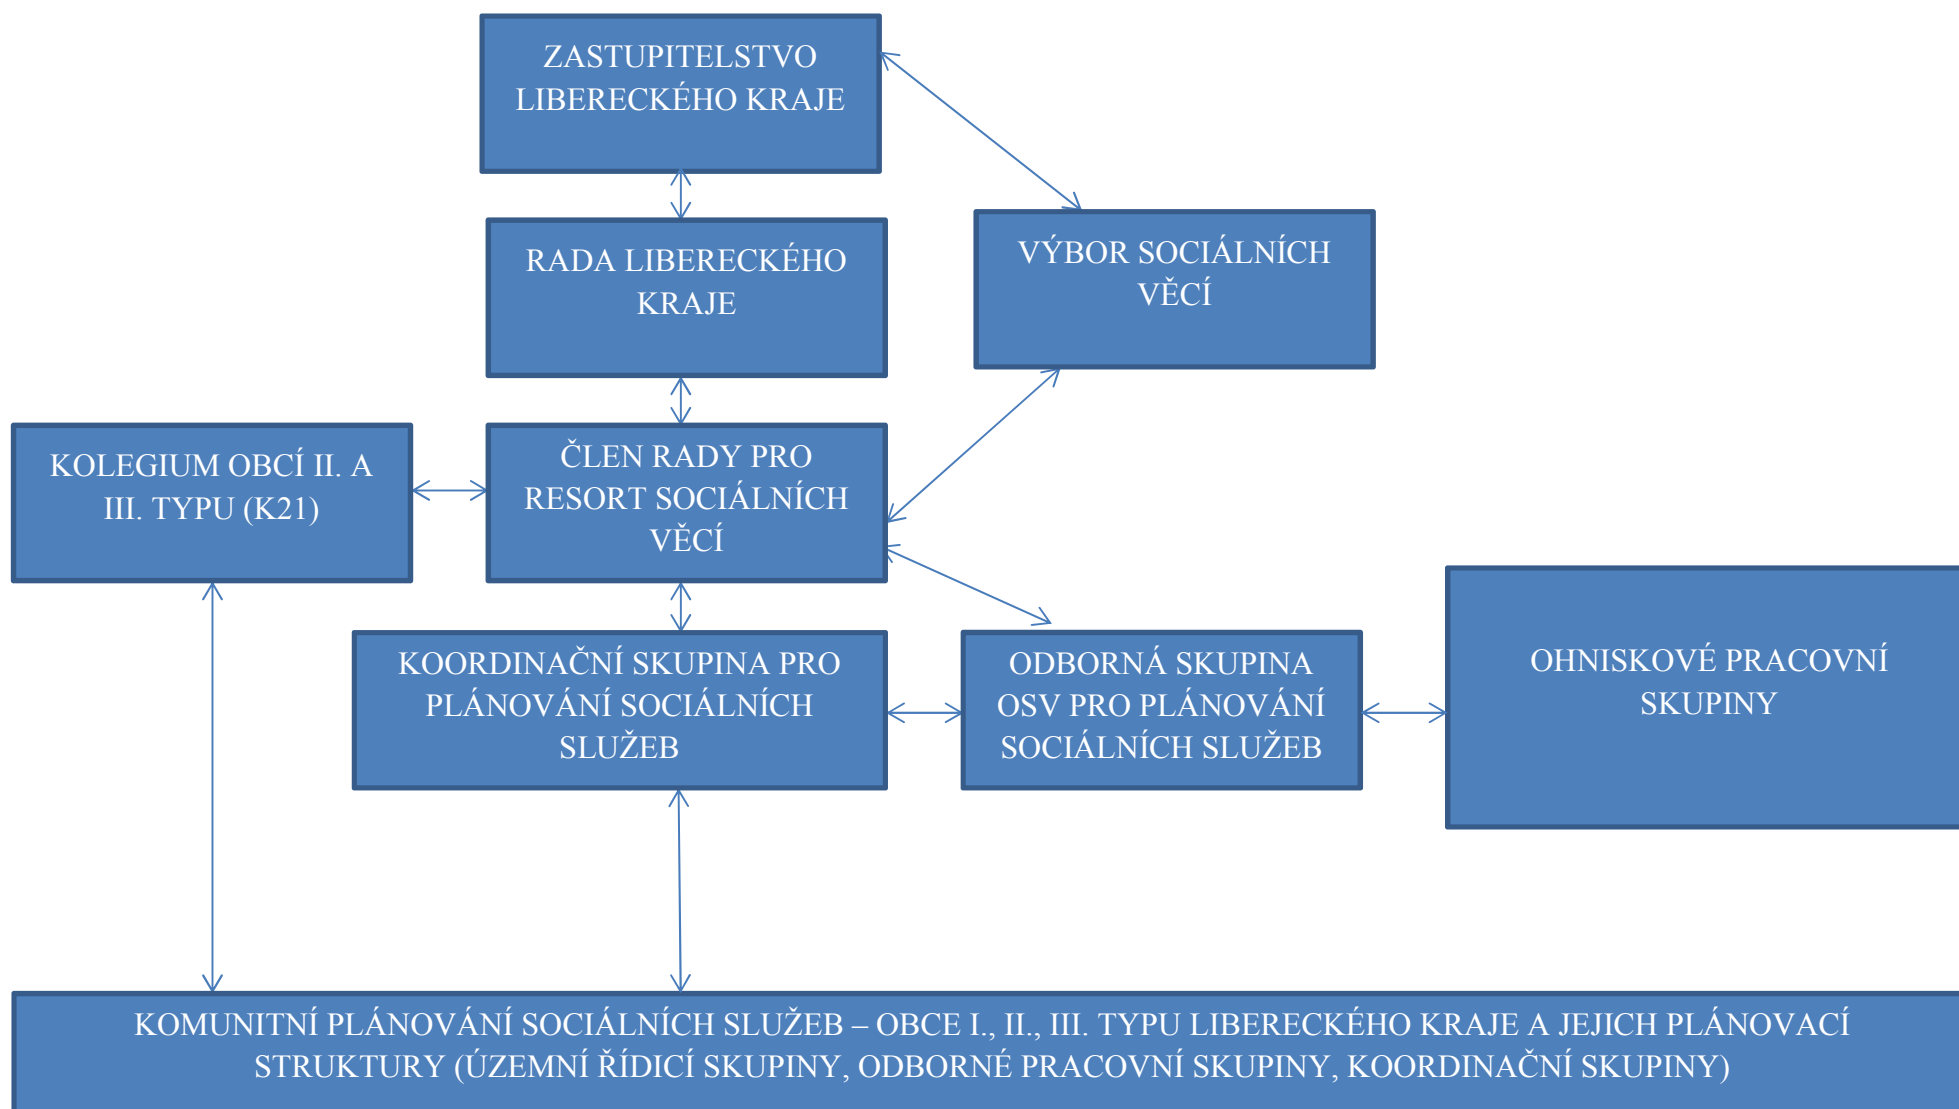 ZASTUPITELSTVO
LIBERECKÉHO KRAJE
RADA LIBERECKÉHO
KRAJE
VÝBOR SOCIÁLNÍCH
VĚCÍ
KOLEGIUM OBCÍ II. A
III. TYPU (K21)
ČLEN RADY PRO
RESORT SOCIÁLNÍCH
VĚCÍ
KOORDINAČNÍ SKUPINA PRO
PLÁNOVÁNÍ SOCIÁLNÍCH
SLUŽEB
ODBORNÁ SKUPINA
OSV PRO PLÁNOVÁNÍ
SOCIÁLNÍCH SLUŽEB
OHNISKOVÉ PRACOVNÍ
SKUPINY
KOMUNITNÍ PLÁNOVÁNÍ SOCIÁLNÍCH SLUŽEB – OBCE I., II., III. TYPU LIBERECKÉHO KRAJE A JEJICH PLÁNOVACÍ
STRUKTURY (ÚZEMNÍ ŘÍDICÍ SKUPINY, ODBORNÉ PRACOVNÍ SKUPINY, KOORDINAČNÍ SKUPINY)